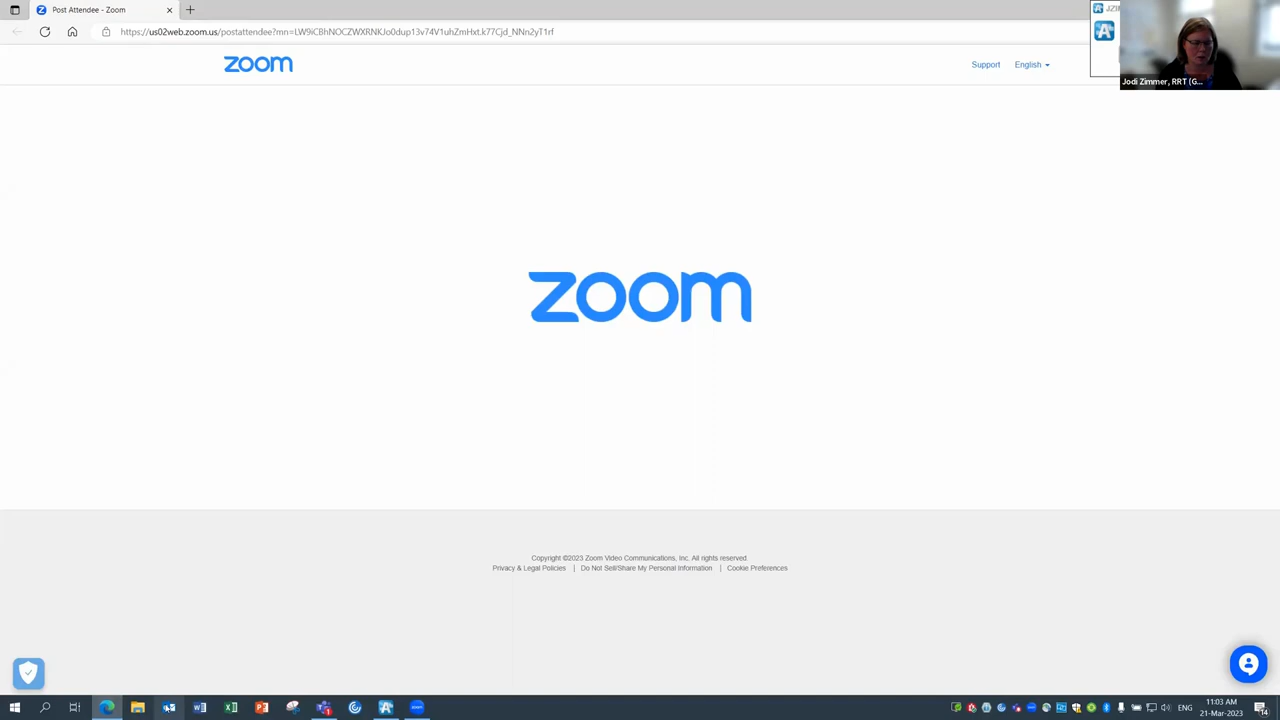 Post Attendee - Zoom
https://us02web.zoom.us/postattendee?mn=LW9iCBhNOCZWXRNKJo0dup13v74V1uhZmHxt.k77Cjd_NNn2yT1rf
JZI
zoom
Support
English
Jodi Zimmer, RRT (G...
zoom
Copyright ©2023 Zoom Video Communications, Inc. All rights reserved.
Privacy & Legal Policies | Do Not Sell/Share My Personal Information | Cookie Preferences
ENG
11:03 AM
21-Mar-2023
14